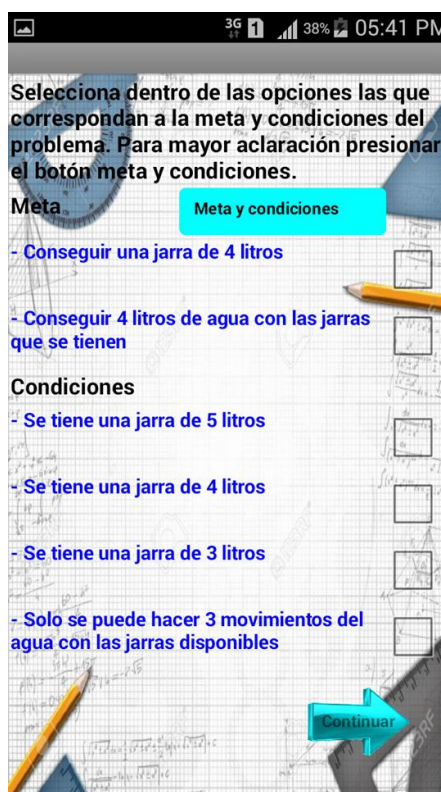 3G 1 38% 05:41 PM
Selecciona dentro de las opciones las que
correspondan a la meta y condiciones del
problema. Para mayor aclaración presionar
el botón meta y condiciones.
Meta
Meta y condiciones
- Conseguir una jarra de 4 litros
- Conseguir 4 litros de agua con las jarras
que se tienen
Condiciones
- Se tiene una jarra de 5 litros
- Se tiene una jarra de 4 litros
- Se tiene una jarra de 3 litros
- Solo se puede hacer 3 movimientos del
agua con las jarras disponibles
Continuar